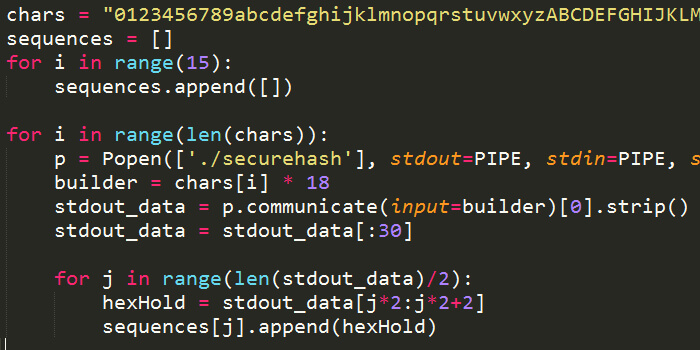 chars = "0123456789abcdefghijklmnopqrstuvwxyzABCDEFGHIJKLM
sequences = []
for i in range(15):
    sequences.append([])
for i in range(len(chars)):
    p = Popen(['./securehash'], stdout=PIPE, stdin=PIPE, s
    builder = chars[i] * 18
    stdout_data = p.communicate(input=builder)[0].strip()
    stdout_data = stdout_data[:30]
    for j in range(len(stdout_data)/2):
        hexHold = stdout_data[j*2:j*2+2]
        sequences[j].append(hexHold)